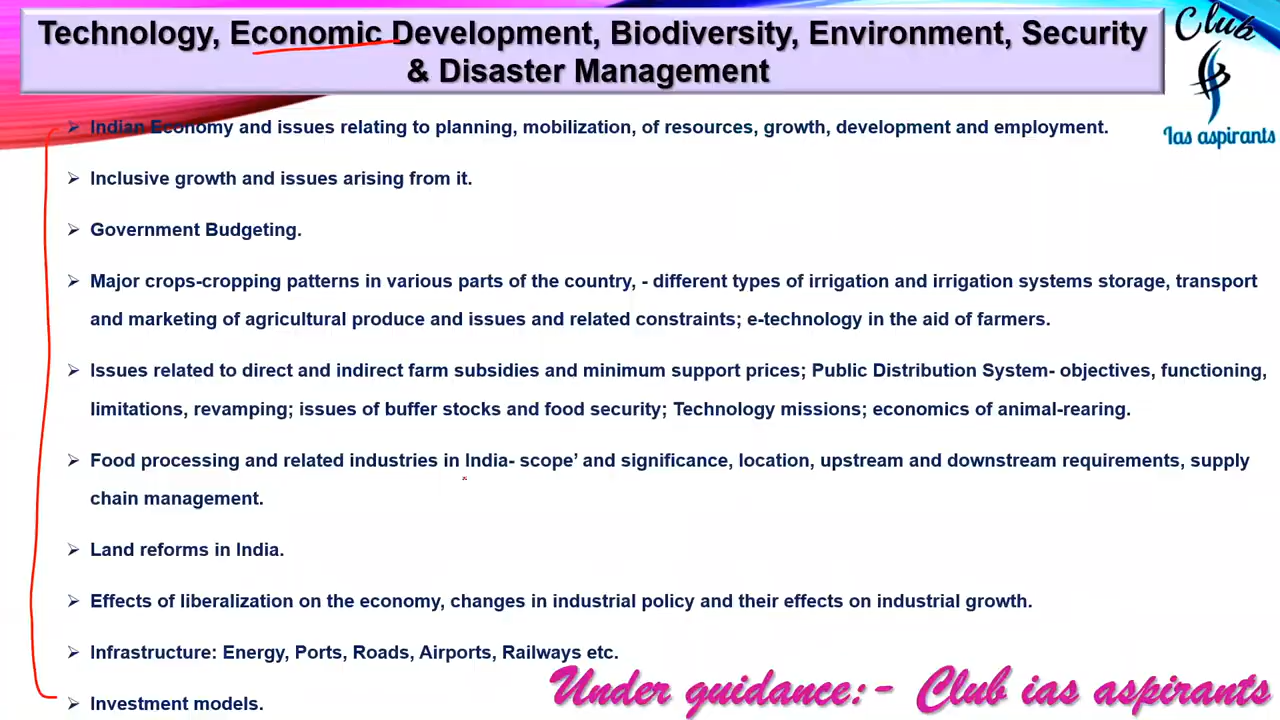 Technology, Economic Development, Biodiversity, Environment, Security
& Disaster Management
Club
Ias aspirants
Indian Economy and issues relating to planning, mobilization, of resources, growth, development and employment.
Inclusive growth and issues arising from it.
Government Budgeting.
Major crops-cropping patterns in various parts of the country, - different types of irrigation and irrigation systems storage, transport
and marketing of agricultural produce and issues and related constraints; e-technology in the aid of farmers.
Issues related to direct and indirect farm subsidies and minimum support prices; Public Distribution System- objectives, functioning,
limitations, revamping; issues of buffer stocks and food security; Technology missions; economics of animal-rearing.
Food processing and related industries in India- scope’ and significance, location, upstream and downstream requirements, supply
chain management.
Land reforms in India.
Effects of liberalization on the economy, changes in industrial policy and their effects on industrial growth.
Infrastructure: Energy, Ports, Roads, Airports, Railways etc.
Investment models.
Under guidance:- Club ias aspirants